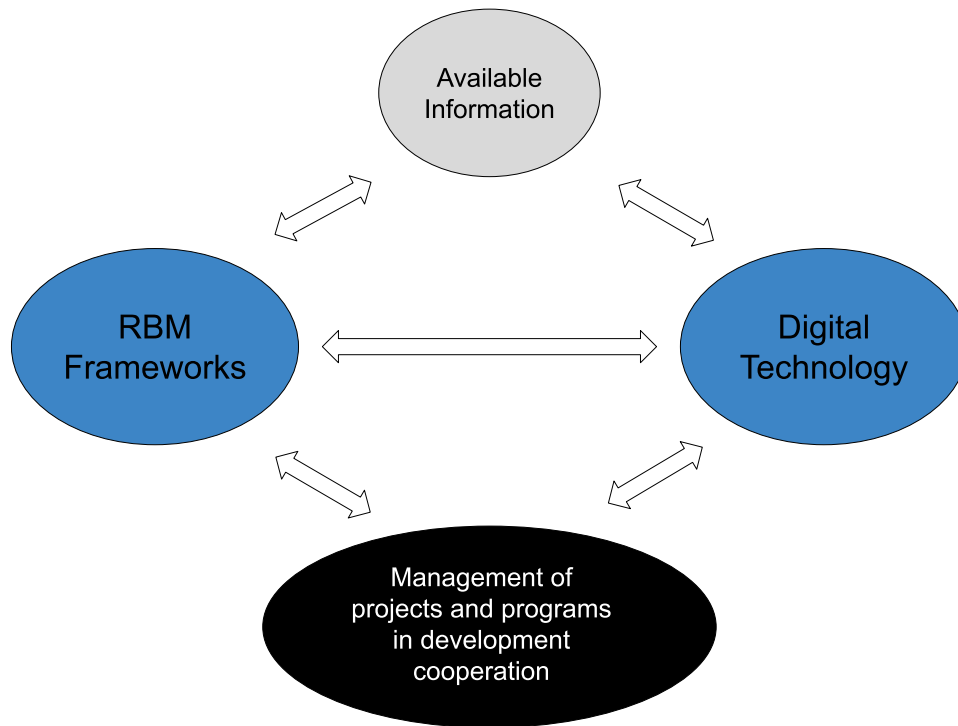 Available
Information
RBM
Frameworks
Digital
Technology
Management of
projects and programs
in development
cooperation